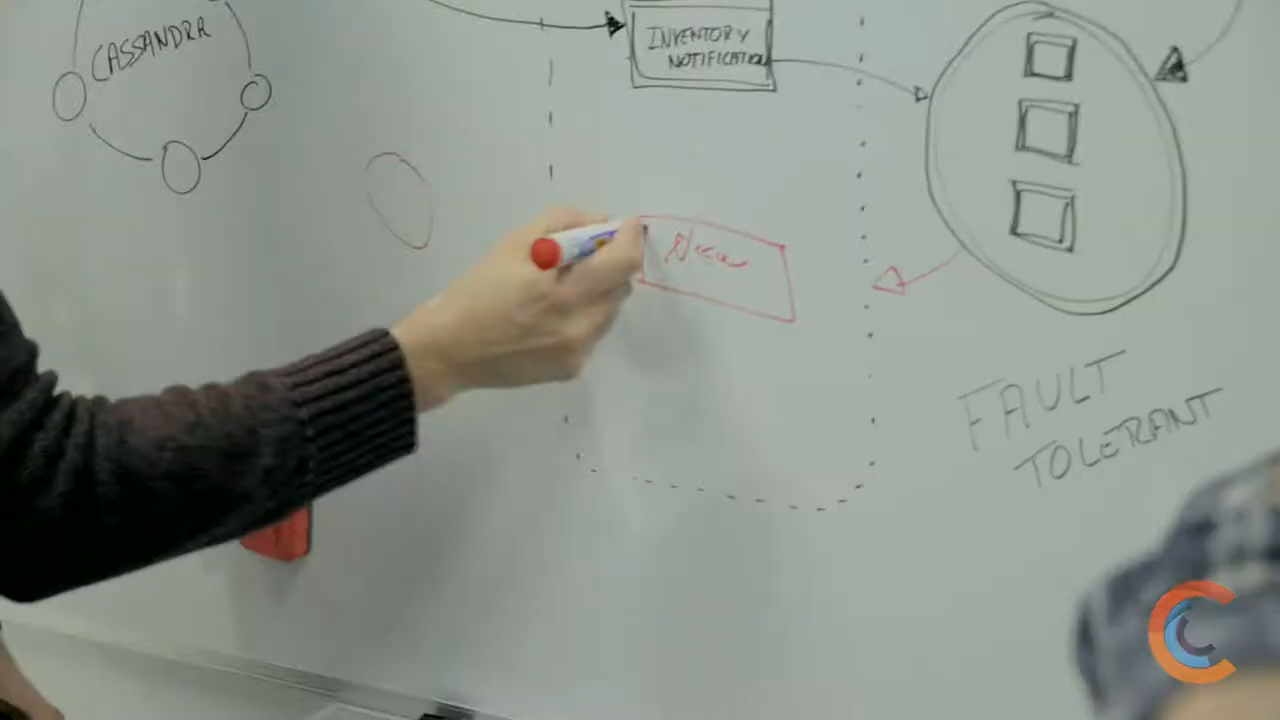 CASSANDRA
INVENTORY
NOTIFICATION
FAULT
TOLERANT